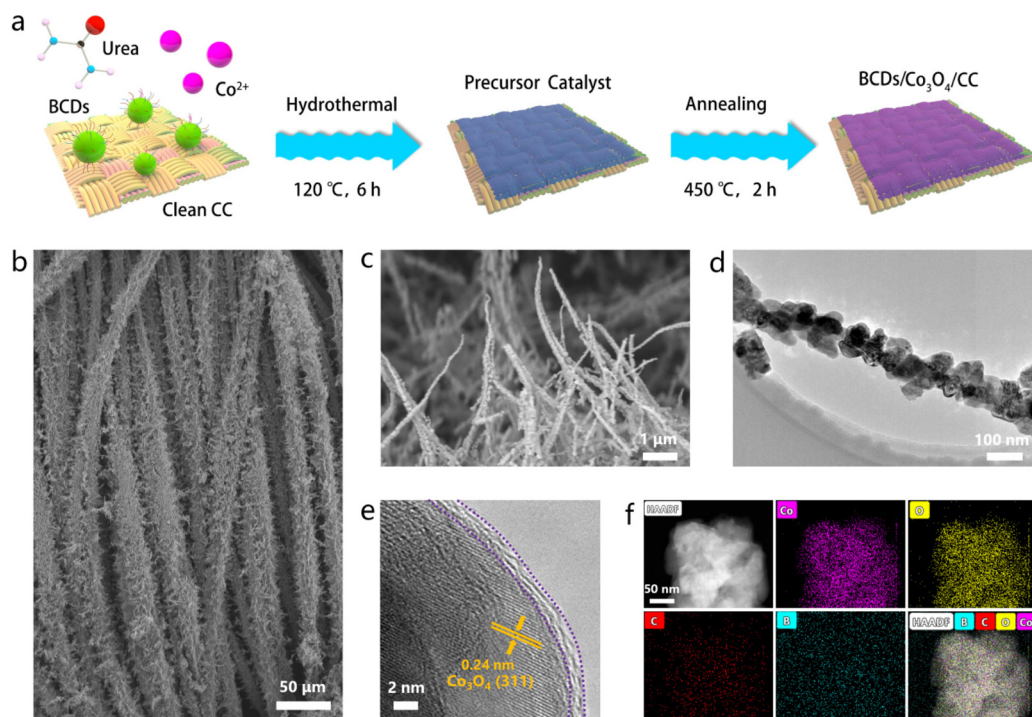 a
Urea
Co²⁺
BCDs
Clean CC
Hydrothermal
120 ℃, 6 h
Precursor Catalyst
Annealing
450 ℃, 2 h
BCDs/Co₃O₄/CC
b
50 μm
c
1 μm
d
100 nm
e
0.24 nm
Co₃O₄ (311)
2 nm
f
HAADF
50 nm
Co
O
C
B
HAADF B C O Co